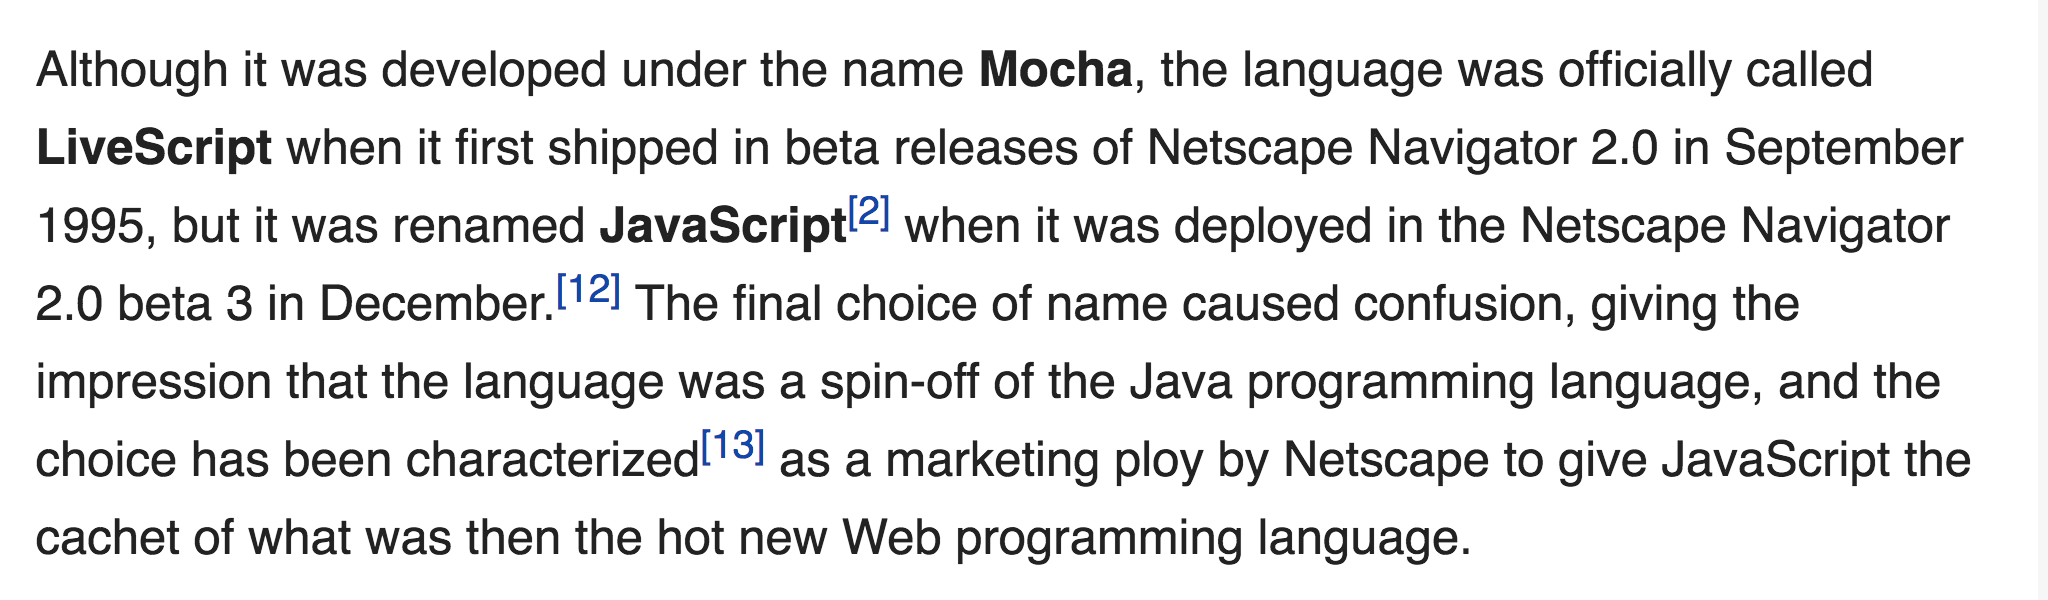 Although it was developed under the name Mocha, the language was officially called
LiveScript when it first shipped in beta releases of Netscape Navigator 2.0 in September
1995, but it was renamed JavaScript[2] when it was deployed in the Netscape Navigator
2.0 beta 3 in December.[12] The final choice of name caused confusion, giving the
impression that the language was a spin-off of the Java programming language, and the
choice has been characterized[13] as a marketing ploy by Netscape to give JavaScript the
cachet of what was then the hot new Web programming language.